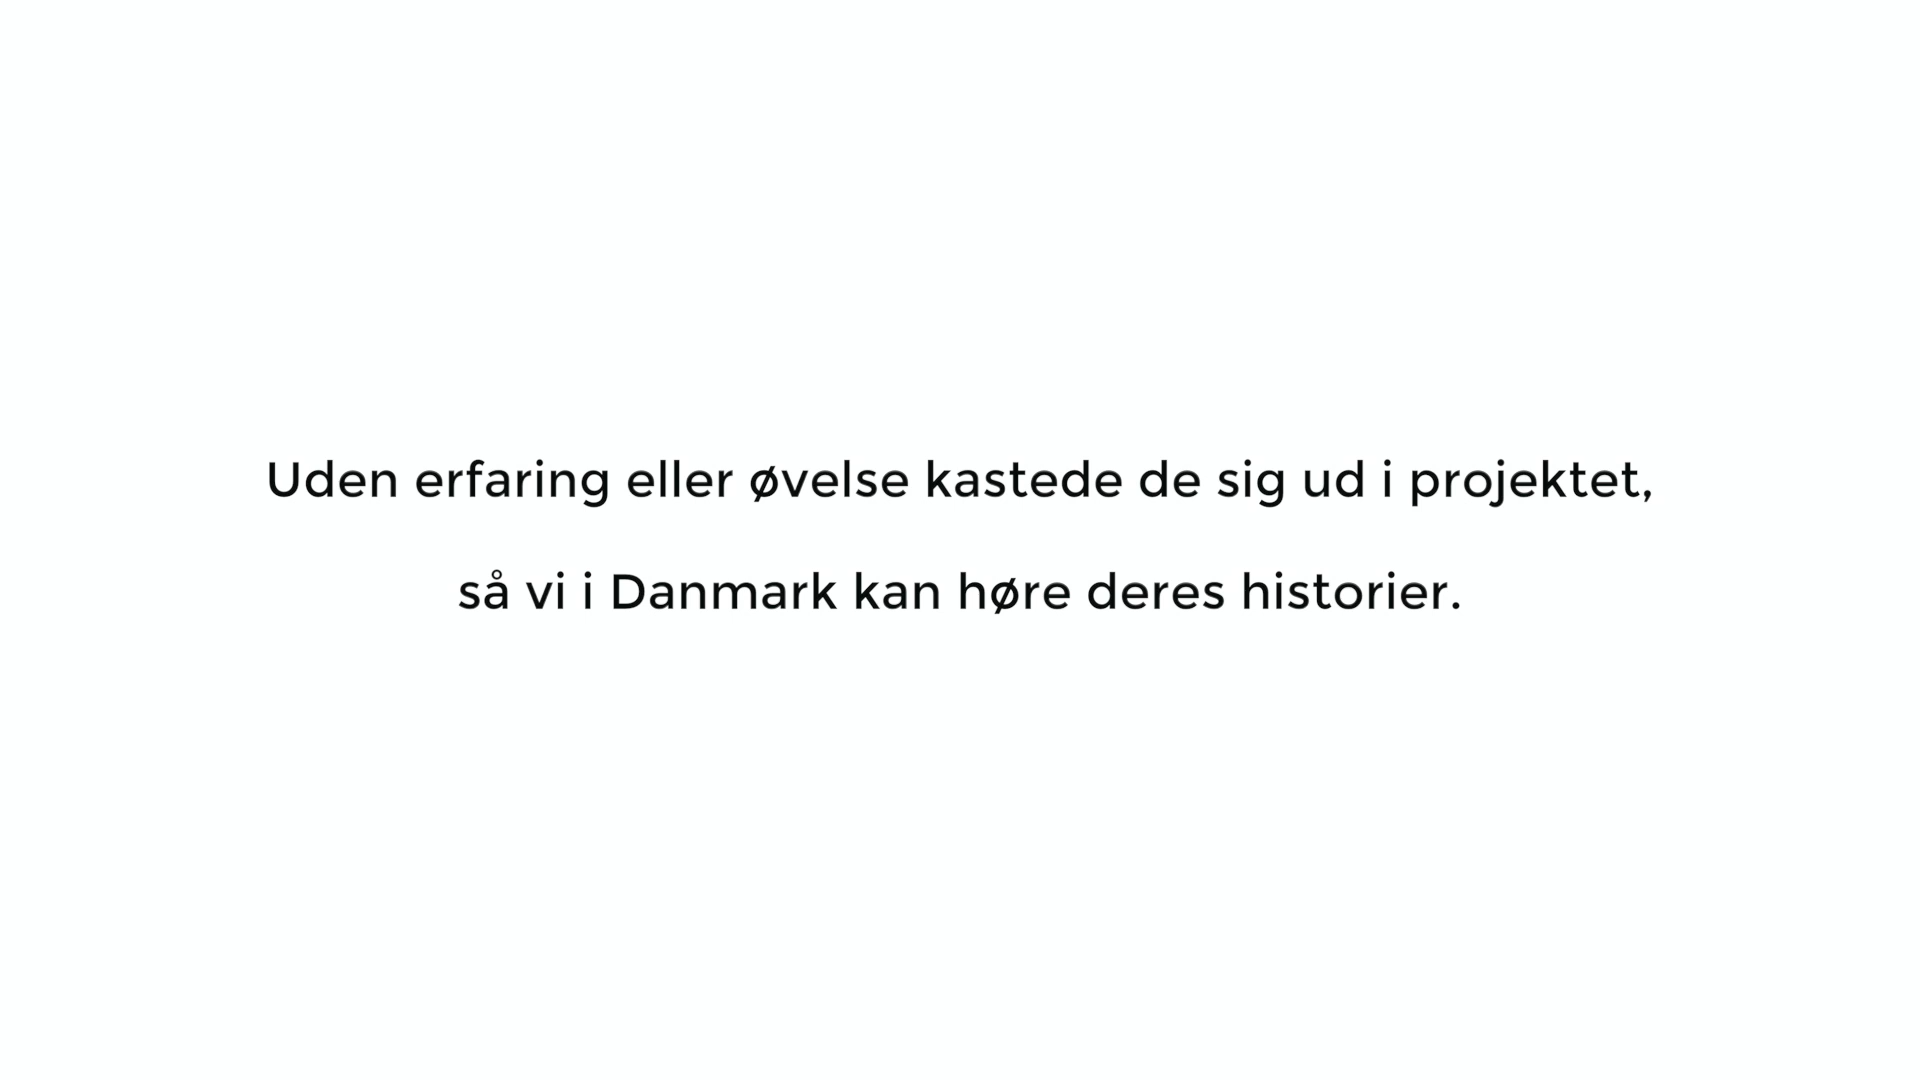 Uden erfaring eller øvelse kastede de sig ud i projektet,
så vi i Danmark kan høre deres historier.